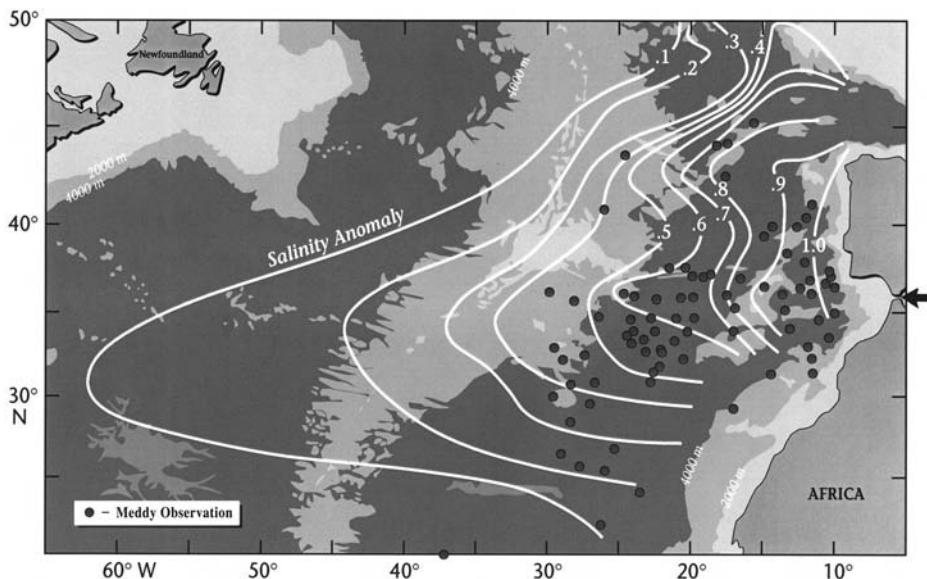 50°
Newfoundland
.1
.2
.3
.4
4000 m
2000 m
4000 m
.8
.9
40°
Salinity Anomaly
.5
.6
.7
1.0
30°
N
4000 m
2000 m
AFRICA
– Meddy Observation
60° W
50°
40°
30°
20°
10°